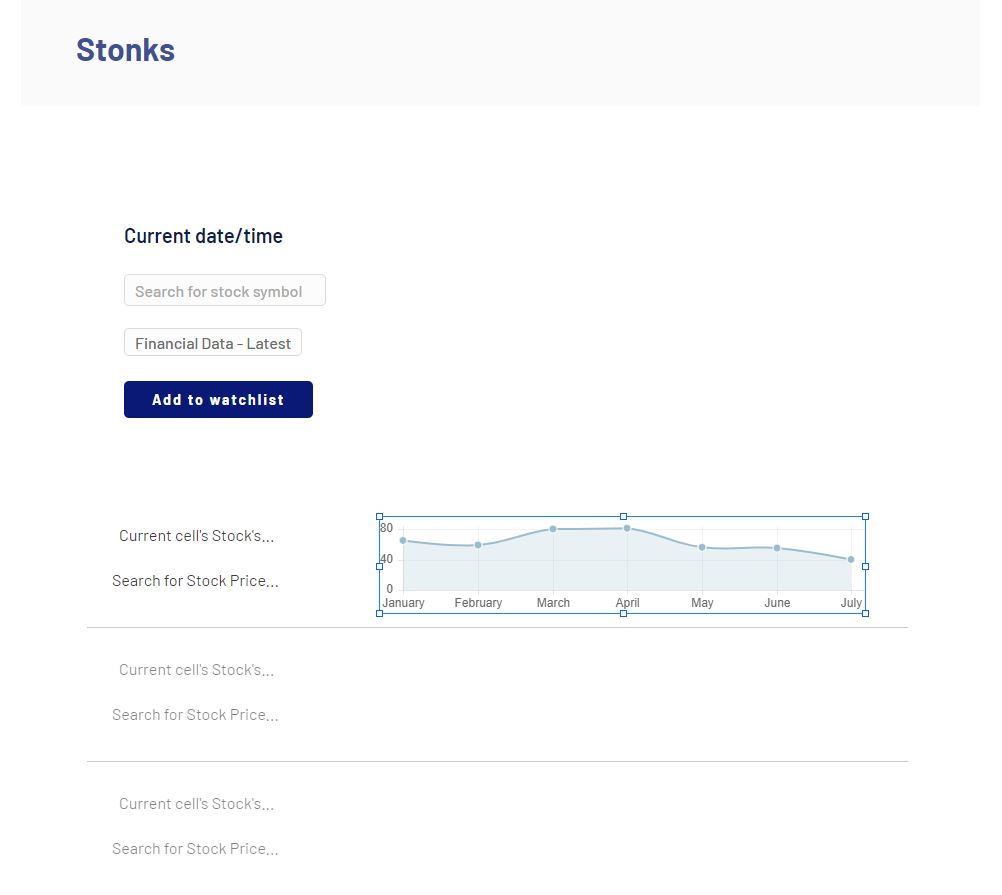 Stonks
Current date/time
Search for stock symbol
Financial Data - Latest
Add to watchlist
Current cell's Stock's...
Search for Stock Price...
80
40
0
January February March April May June July
Current cell's Stock's...
Search for Stock Price...
Current cell's Stock's...
Search for Stock Price...